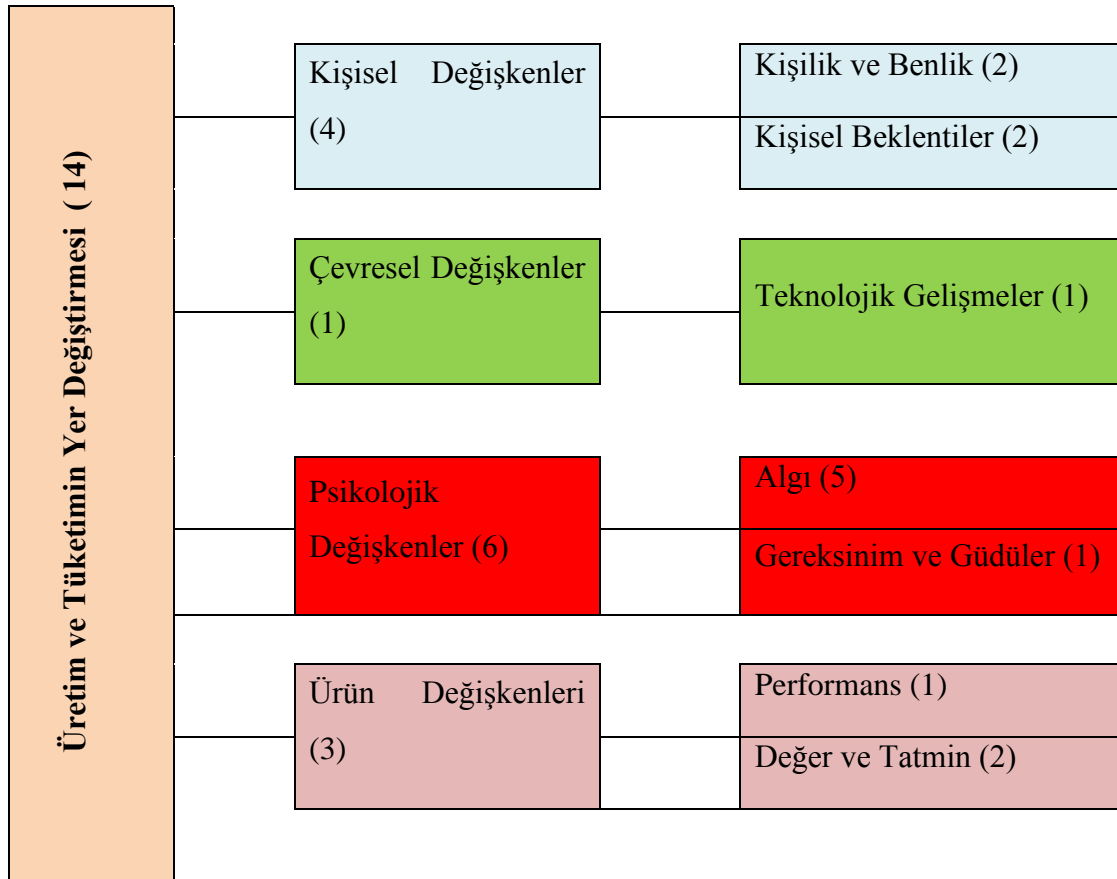 Üretim ve Tüketimin Yer Değiştirmesi ( 14)
Kişisel Değişkenler
(4)
Kişilik ve Benlik (2)
Kişisel Beklentiler (2)
Çevresel Değişkenler
(1)
Teknolojik Gelişmeler (1)
Psikolojik
Değişkenler (6)
Algı (5)
Gereksinim ve Güdüler (1)
Ürün Değişkenleri
(3)
Performans (1)
Değer ve Tatmin (2)